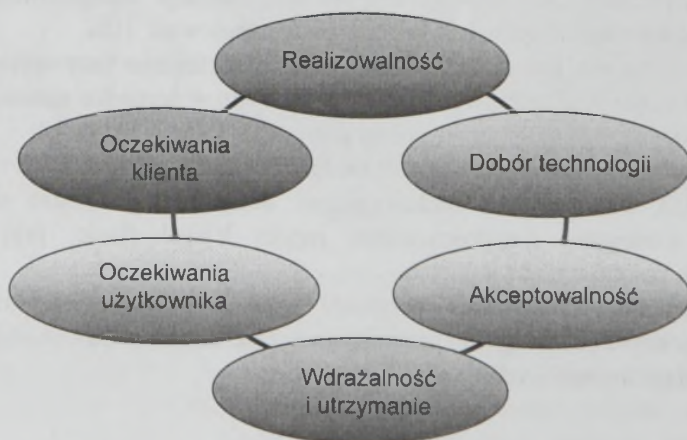 Realizowalność
Oczekiwania
klienta
Dobór technologii
Oczekiwania
użytkownika
Akceptowalność
Wdrażalność
i utrzymanie